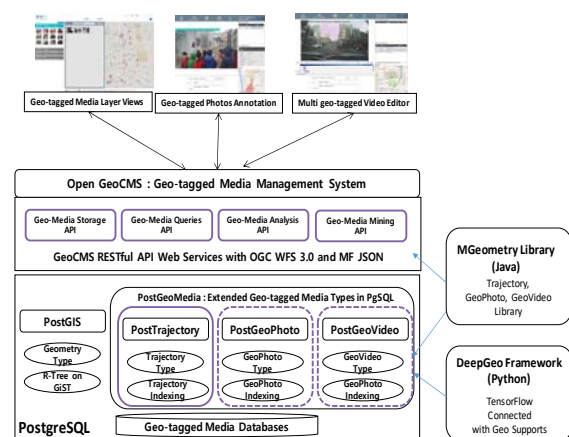 Geo-tagged Media Layer Views
Geo-tagged Photos Annotation
Multi geo-tagged Video Editor
Open GeoCMS : Geo-tagged Media Management System
Geo-Media Storage
API
Geo-Media Queries
API
Geo-Media Analysis
API
Geo-Media Mining
API
GeoCMS RESTful API Web Services with OGC WFS 3.0 and MF JSON
MGeometry Library
(Java)
Trajectory,
GeoPhoto, GeoVideo
Library
PostGeoMedia : Extended Geo-tagged Media Types in PgSQL
PostGIS
Geometry
Type
R-Tree on
GiST
PostTrajectory
Trajectory
Type
Trajectory
Indexing
PostGeoPhoto
GeoPhoto
Type
GeoPhoto
Indexing
PostGeoVideo
GeoVideo
Type
GeoPhoto
Indexing
DeepGeo Framework
(Python)
TensorFlow
Connected
with Geo Supports
PostgreSQL
Geo-tagged Media Databases